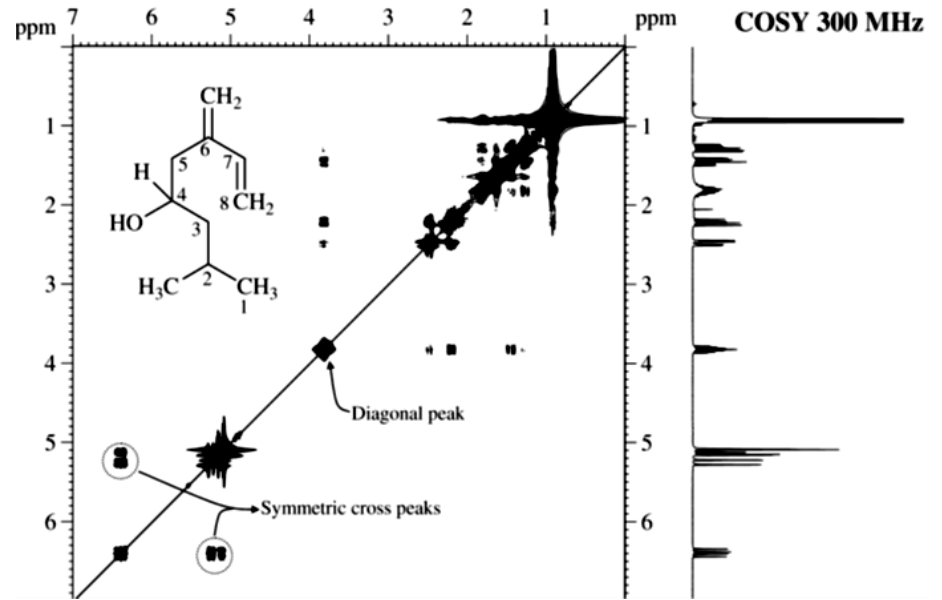 COSY 300 MHz
ppm 7 6 5 4 3 2 1 ppm
CH₂
6
5 7
H
4 8 CH₂
HO
3
2
H₃C CH₃
1
1 1
2 2
3 3
4 4
Diagonal peak
5 5
Symmetric cross peaks
6 6